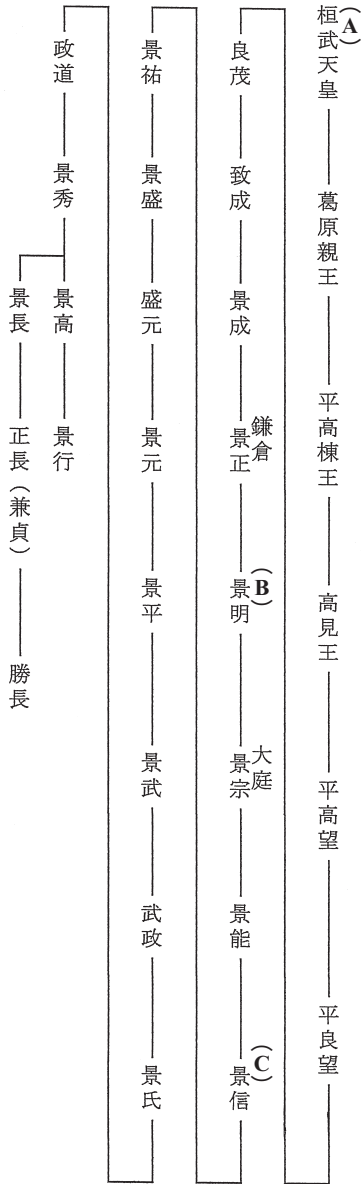 桓武天皇（A） 葛原親王 平高棟王 高見王 平高望 平良望
良茂 致成 景成 鎌倉 景正 景明（B） 大庭 景宗 景能 景信（C）
景祐 景盛 盛元 景元 景平 景武 武政 景氏
政道 景秀 景高 景行
景長 正長（兼貞） 勝長